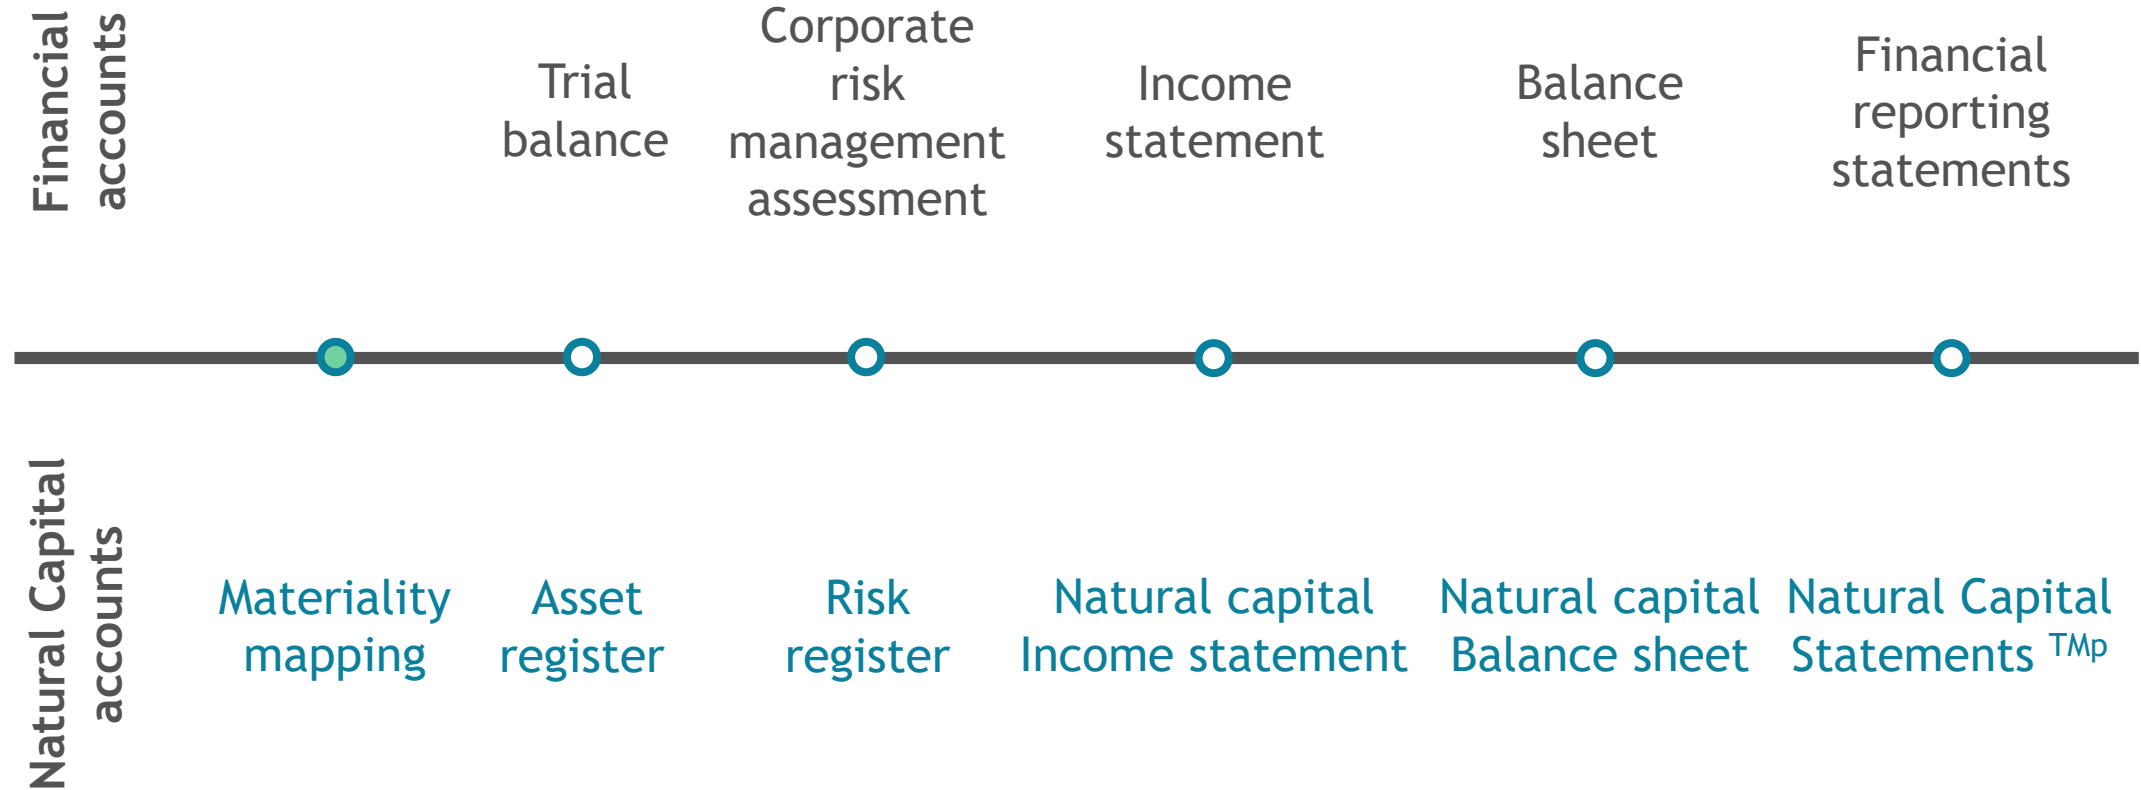 Financial
accounts
Trial
balance
Corporate
risk
management
assessment
Income
statement
Balance
sheet
Financial
reporting
statements
Natural Capital
accounts
Materiality
mapping
Asset
register
Risk
register
Natural capital
Income statement
Natural capital
Balance sheet
Natural Capital
Statements TMp